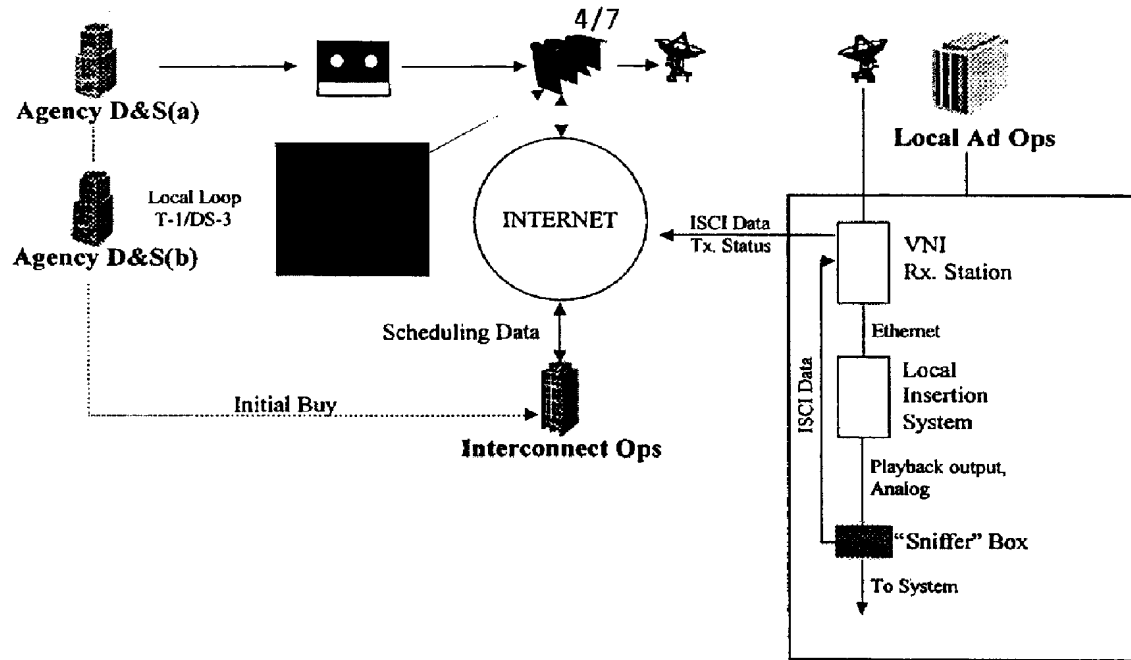 4/7
Agency D&S(a)
Local Ad Ops
Local Loop
T-1/DS-3
Agency D&S(b)
INTERNET
ISCI Data
Tx. Status
VNI
Rx. Station
Scheduling Data
Ethernet
ISCI Data
Local
Insertion
System
Initial Buy
Interconnect Ops
Playback output,
Analog
“Sniffer” Box
To System